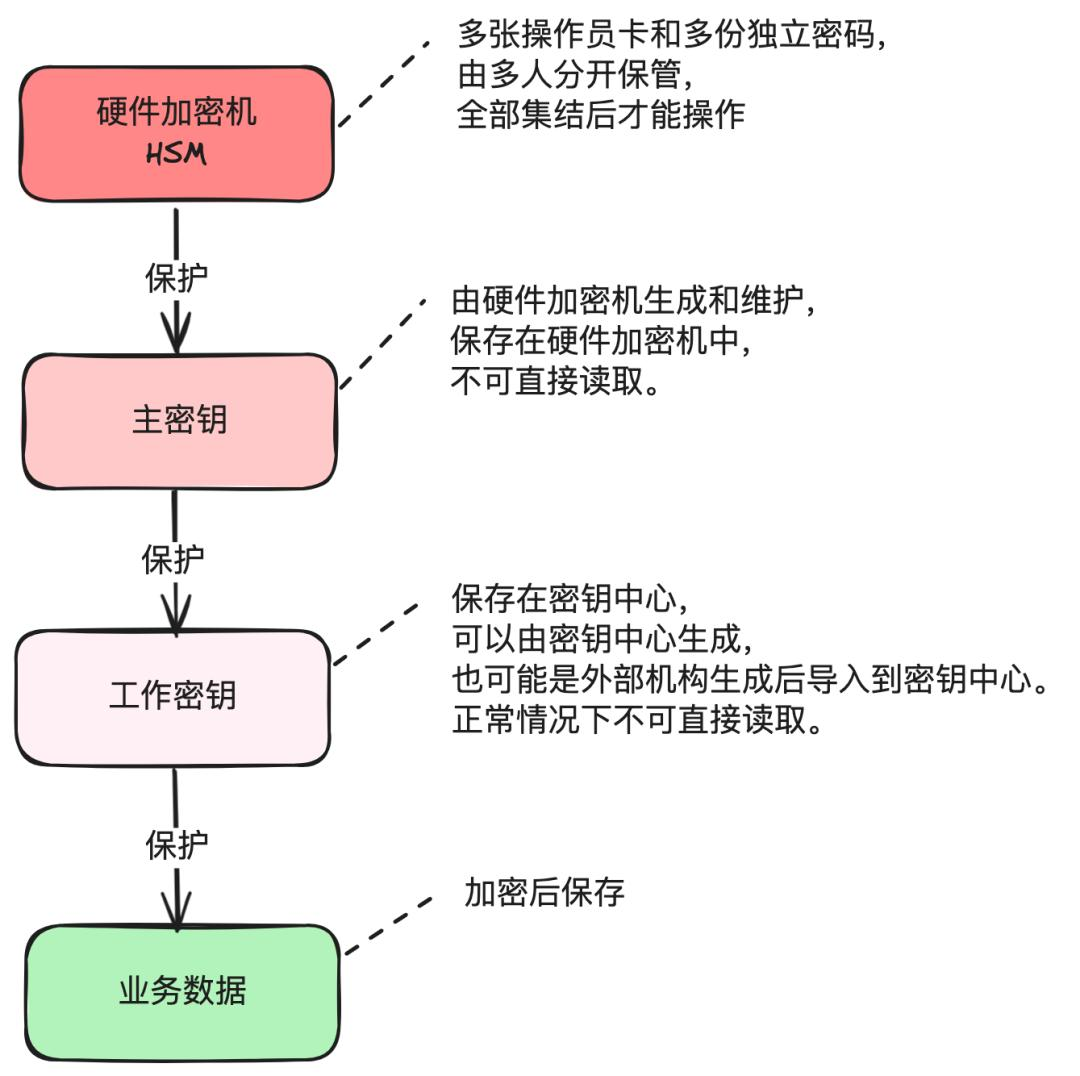 多张操作员卡和多份独立密码，
由多人分开保管，
全部集结后才能操作
硬件加密机
HSM
保护
由硬件加密机生成和维护，
保存在硬件加密机中，
不可直接读取。
主密钥
保护
保存在密钥中心，
可以由密钥中心生成，
也可能是外部机构生成后导入到密钥中心。
正常情况下不可直接读取。
工作密钥
保护
加密后保存
业务数据